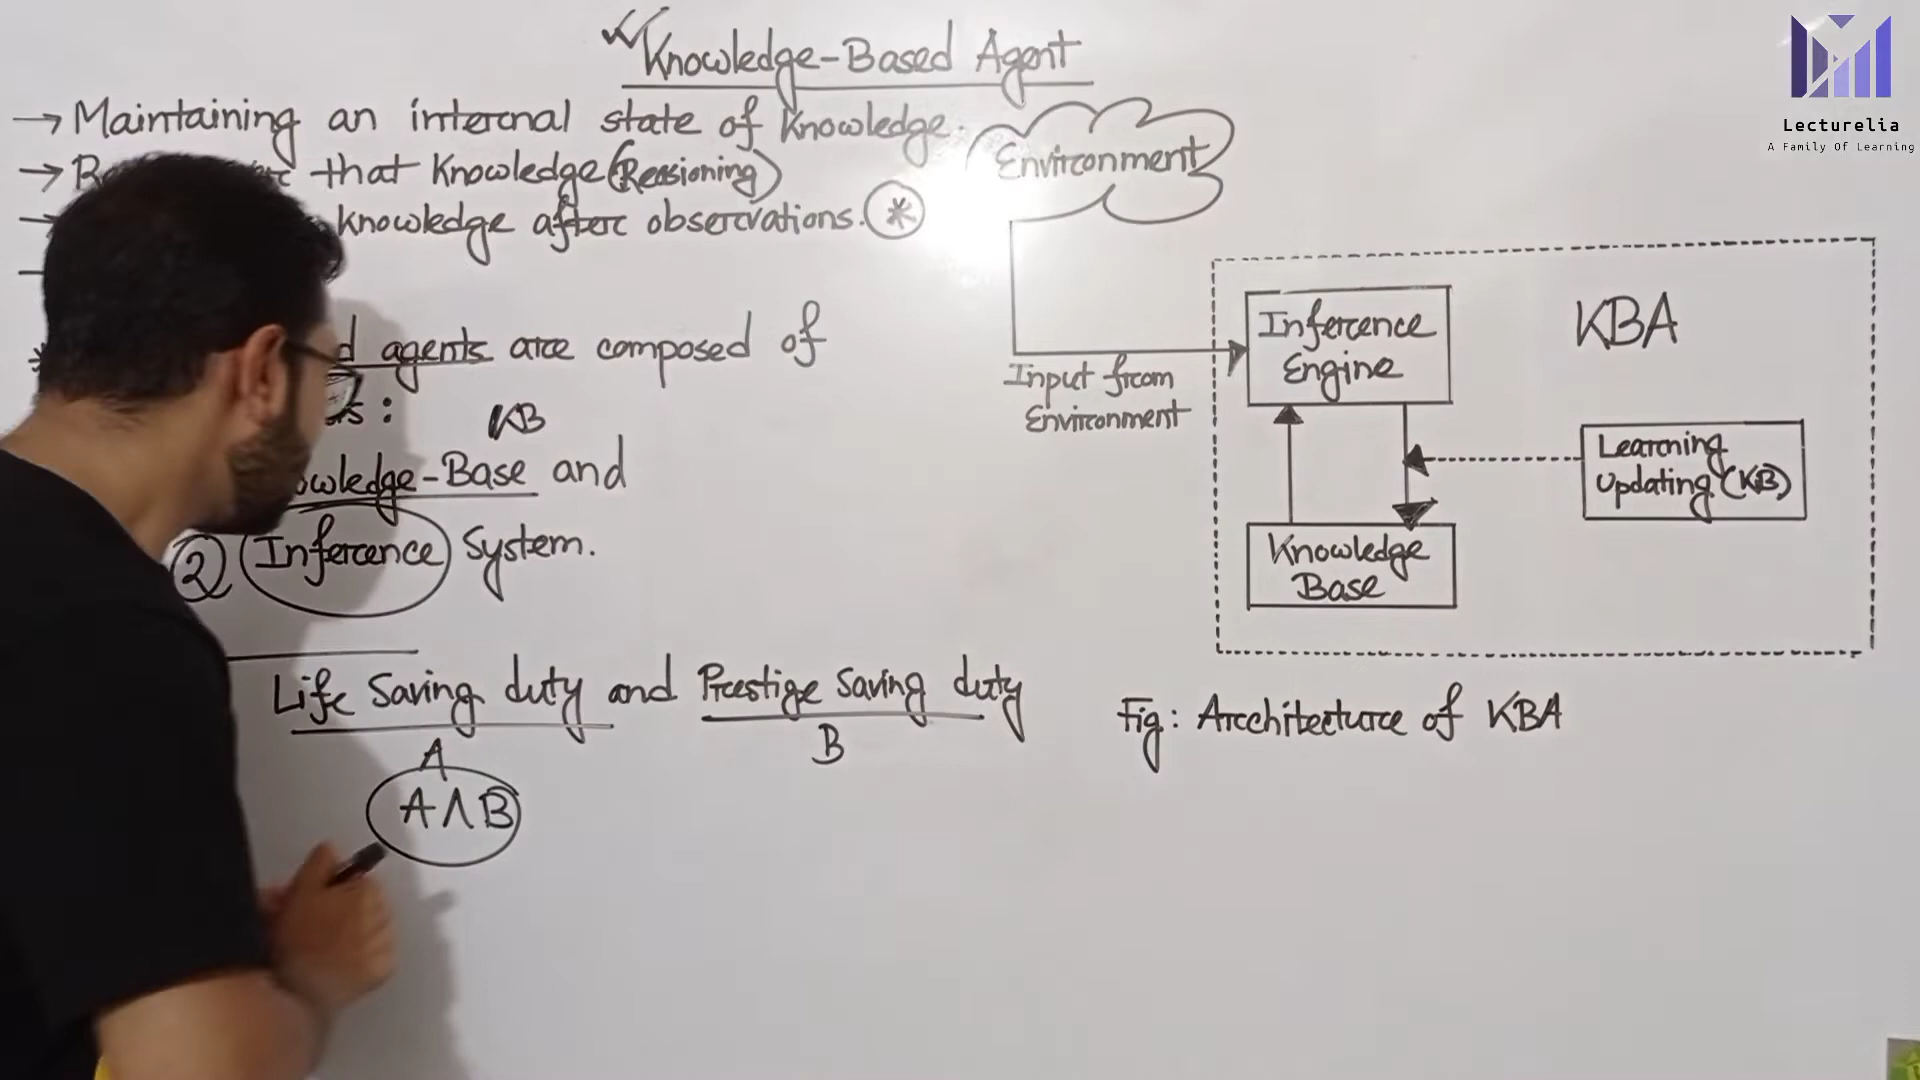 Knowledge-Based Agent
→ Maintaining an internal state of Knowledge.
→ that Knowledge (Reasioning)
→ Knowledge after observations. *
agents are composed of
:
KB
Knowledge-Base and
② Inference System.
Life Saving duty and Prestige Saving duty
A B
A∧B
Environment
Input from
Environment
Inference
Engine
KBA
Learning
Updating (KB)
Knowledge
Base
Fig: Architecture of KBA
Lecturelia
A Family Of Learning